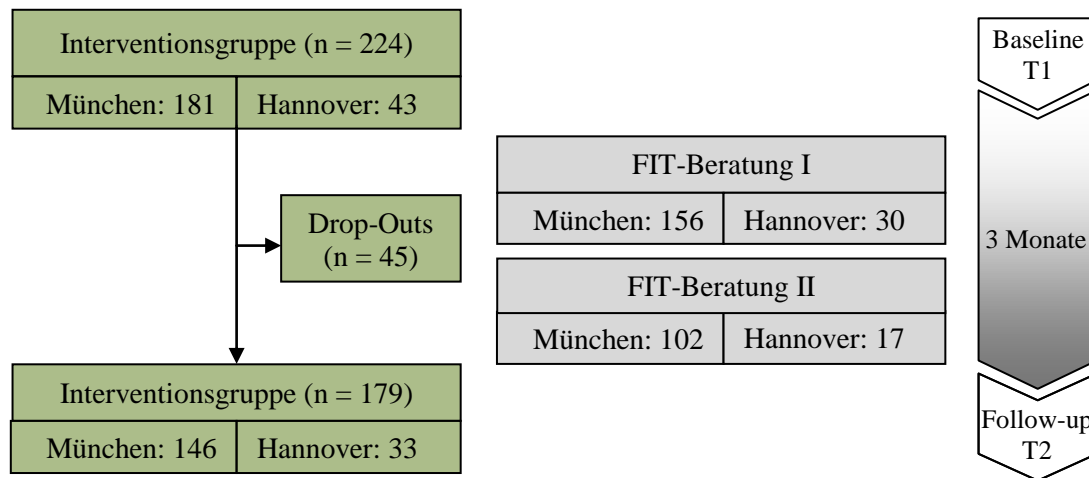 Interventionsgruppe (n = 224)
München: 181
Hannover: 43
Drop-Outs
(n = 45)
Interventionsgruppe (n = 179)
München: 146
Hannover: 33
FIT-Beratung I
München: 156
Hannover: 30
FIT-Beratung II
München: 102
Hannover: 17
Baseline
T1
3 Monate
Follow-up
T2